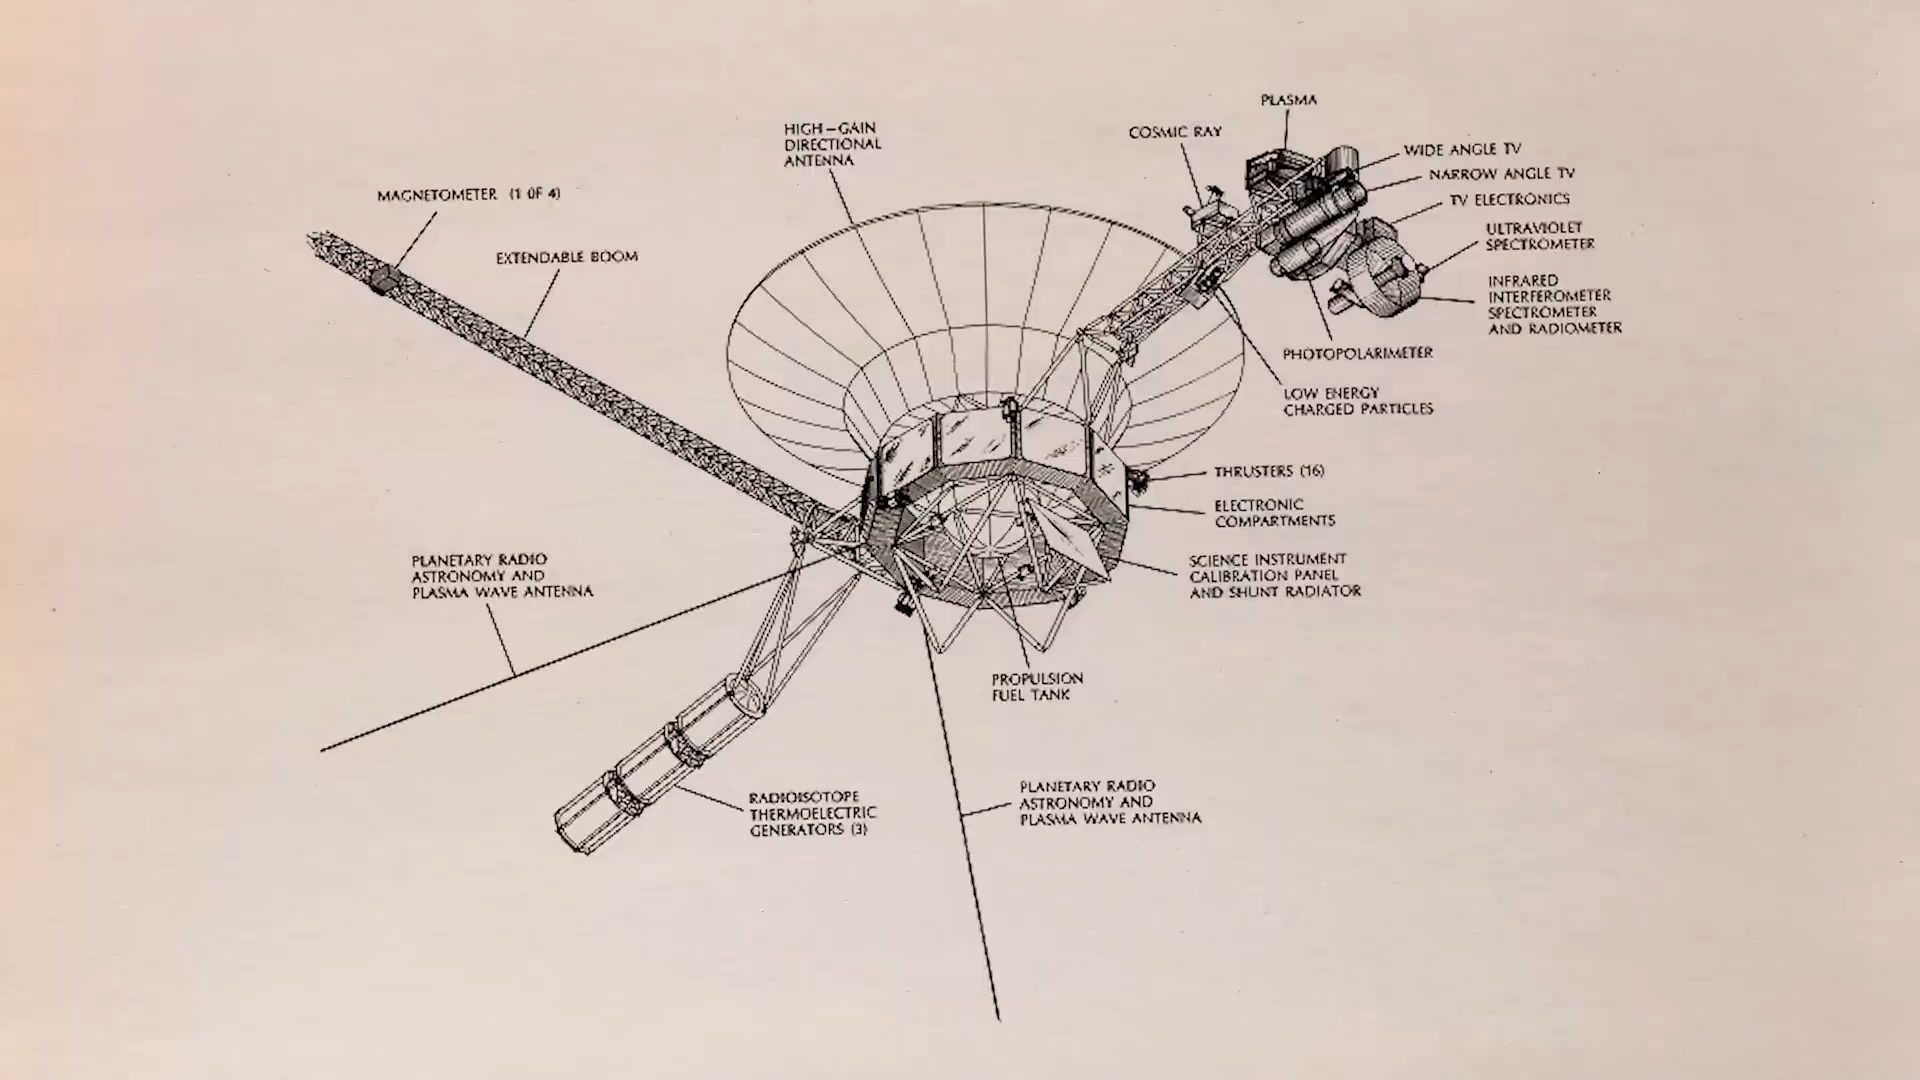 PLASMA
COSMIC RAY
HIGH-GAIN
DIRECTIONAL
ANTENNA
WIDE ANGLE TV
NARROW ANGLE TV
MAGNETOMETER (1 OF 4)
TV ELECTRONICS
ULTRAVIOLET
SPECTROMETER
EXTENDABLE BOOM
INFRARED
INTERFEROMETER
SPECTROMETER
AND RADIOMETER
PHOTOPOLARIMETER
LOW ENERGY
CHARGED PARTICLES
THRUSTERS (16)
ELECTRONIC
COMPARTMENTS
PLANETARY RADIO
ASTRONOMY AND
PLASMA WAVE ANTENNA
SCIENCE INSTRUMENT
CALIBRATION PANEL
AND SHUNT RADIATOR
PROPULSION
FUEL TANK
RADIOISOTOPE
THERMOELECTRIC
GENERATORS (3)
PLANETARY RADIO
ASTRONOMY AND
PLASMA WAVE ANTENNA